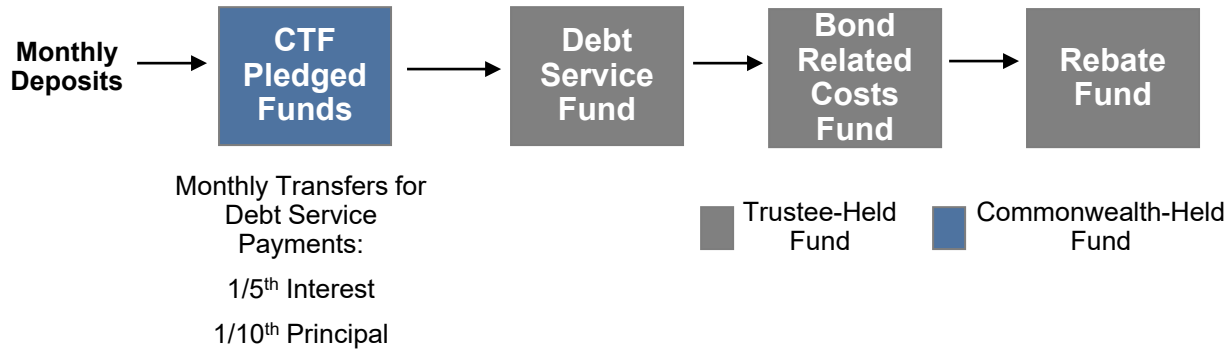 Monthly
Deposits
CTF
Pledged
Funds
Debt
Service
Fund
Bond
Related
Costs
Fund
Rebate
Fund
Monthly Transfers for
Debt Service
Payments:
1/5th Interest
1/10th Principal
Trustee-Held
Fund
Commonwealth-Held
Fund